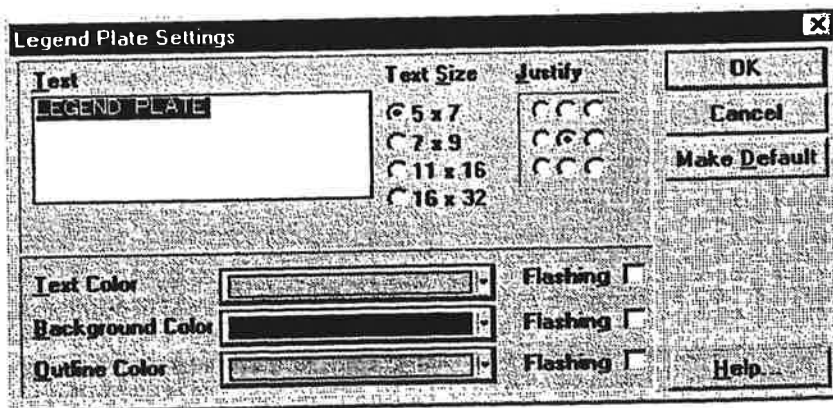 Legend Plate Settings
Text
LEGEND PLATE
Text Size
5 x 7
7 x 9
11 x 16
16 x 32
Justify
OK
Cancel
Make Default
Text Color
Flashing
Background Color
Flashing
Outline Color
Flashing
Help...